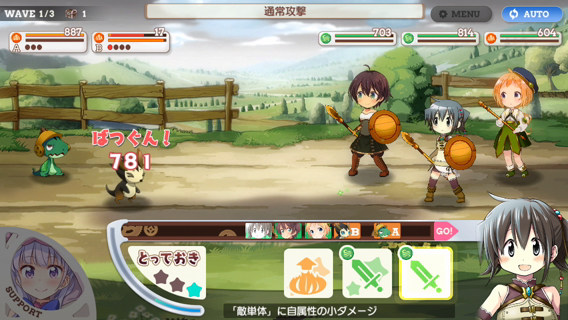 WAVE 1/3
1
通常攻撃
MENU
AUTO
887
A
17
B
703
814
604
ばつぐん！
781
B
A
GO!
とっておき
SUPPORT
「敵単体」に自属性の小ダメージ